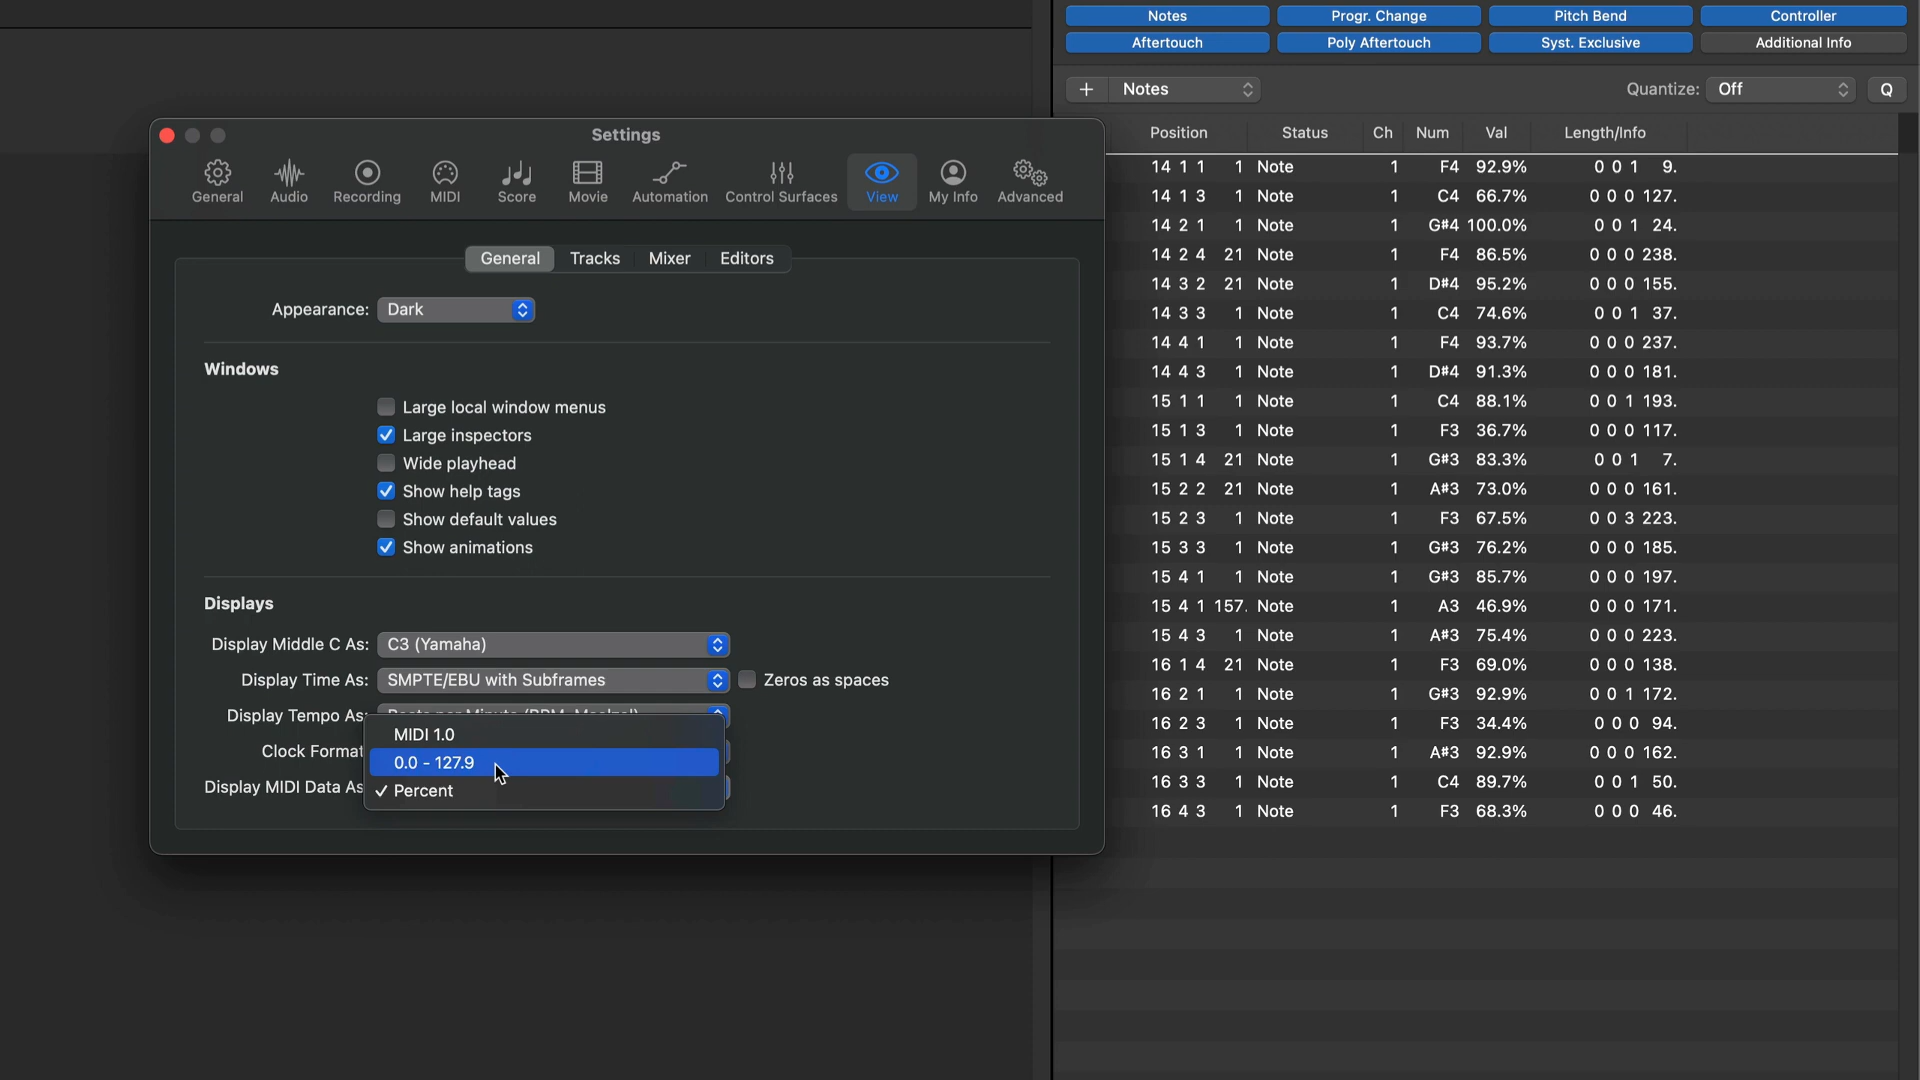 Notes Progr. Change Pitch Bend Controller
Aftertouch Poly Aftertouch Syst. Exclusive Additional Info
+ Notes Quantize: Off Q
Settings
General Audio Recording MIDI Score Movie Automation Control Surfaces View My Info Advanced
General Tracks Mixer Editors
Appearance: Dark
Windows
Large local window menus
Large inspectors
Wide playhead
Show help tags
Show default values
Show animations
Displays
Display Middle C As: C3 (Yamaha)
Display Time As: SMPTE/EBU with Subframes Zeros as spaces
Display Tempo As:
Clock Format
Display MIDI Data As
MIDI 1.0
0.0 - 127.9
✓ Percent
Position Status Ch Num Val Length/Info
14 1 1 1 Note 1 F4 92.9% 0 0 1 9.
14 1 3 1 Note 1 C4 66.7% 0 0 0 127.
14 2 1 1 Note 1 G#4 100.0% 0 0 1 24.
14 2 4 21 Note 1 F4 86.5% 0 0 0 238.
14 3 2 21 Note 1 D#4 95.2% 0 0 0 155.
14 3 3 1 Note 1 C4 74.6% 0 0 1 37.
14 4 1 1 Note 1 F4 93.7% 0 0 0 237.
14 4 3 1 Note 1 D#4 91.3% 0 0 0 181.
15 1 1 1 Note 1 C4 88.1% 0 0 1 193.
15 1 3 1 Note 1 F3 36.7% 0 0 0 117.
15 1 4 21 Note 1 G#3 83.3% 0 0 1 7.
15 2 2 21 Note 1 A#3 73.0% 0 0 0 161.
15 2 3 1 Note 1 F3 67.5% 0 0 3 223.
15 3 3 1 Note 1 G#3 76.2% 0 0 0 185.
15 4 1 1 Note 1 G#3 85.7% 0 0 0 197.
15 4 1 157. Note 1 A3 46.9% 0 0 0 171.
15 4 3 1 Note 1 A#3 75.4% 0 0 0 223.
16 1 4 21 Note 1 F3 69.0% 0 0 0 138.
16 2 1 1 Note 1 G#3 92.9% 0 0 1 172.
16 2 3 1 Note 1 F3 34.4% 0 0 0 94.
16 3 1 1 Note 1 A#3 92.9% 0 0 0 162.
16 3 3 1 Note 1 C4 89.7% 0 0 1 50.
16 4 3 1 Note 1 F3 68.3% 0 0 0 46.